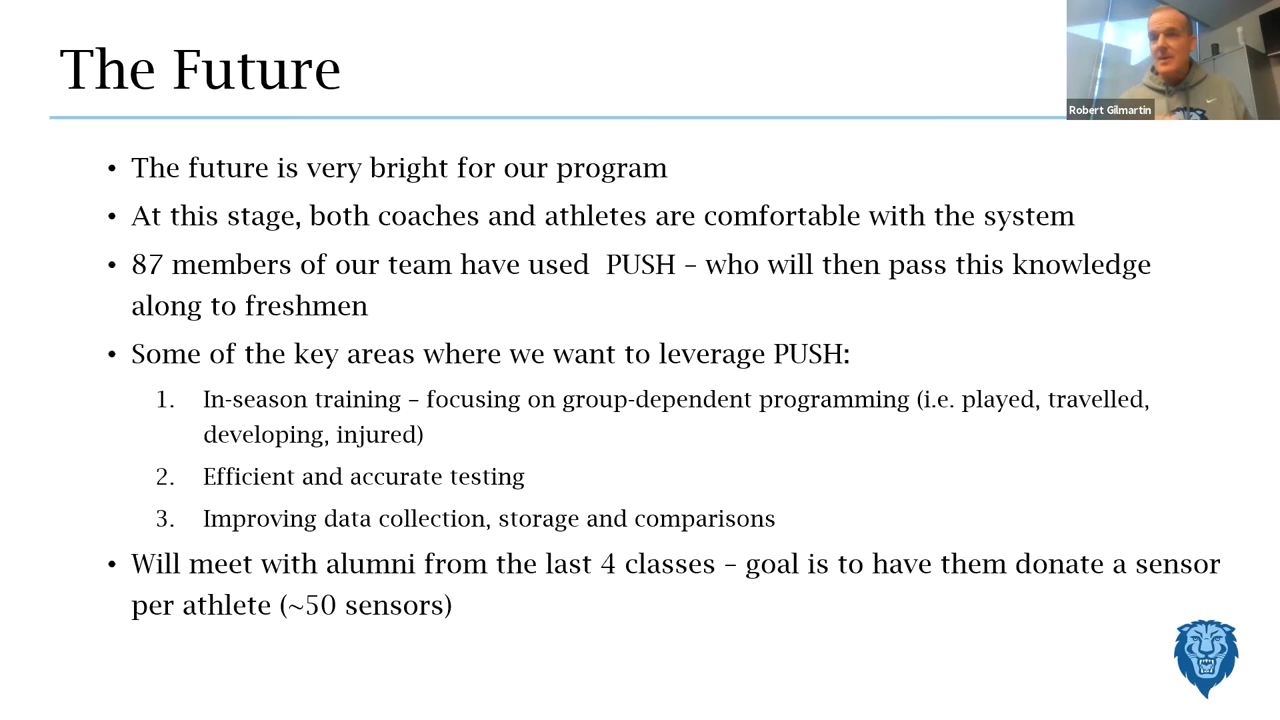 The Future
Robert Gilmartin
• The future is very bright for our program
• At this stage, both coaches and athletes are comfortable with the system
• 87 members of our team have used  PUSH – who will then pass this knowledge
along to freshmen
• Some of the key areas where we want to leverage PUSH:
1. In-season training – focusing on group-dependent programming (i.e. played, travelled,
developing, injured)
2. Efficient and accurate testing
3. Improving data collection, storage and comparisons
• Will meet with alumni from the last 4 classes – goal is to have them donate a sensor
per athlete (~50 sensors)